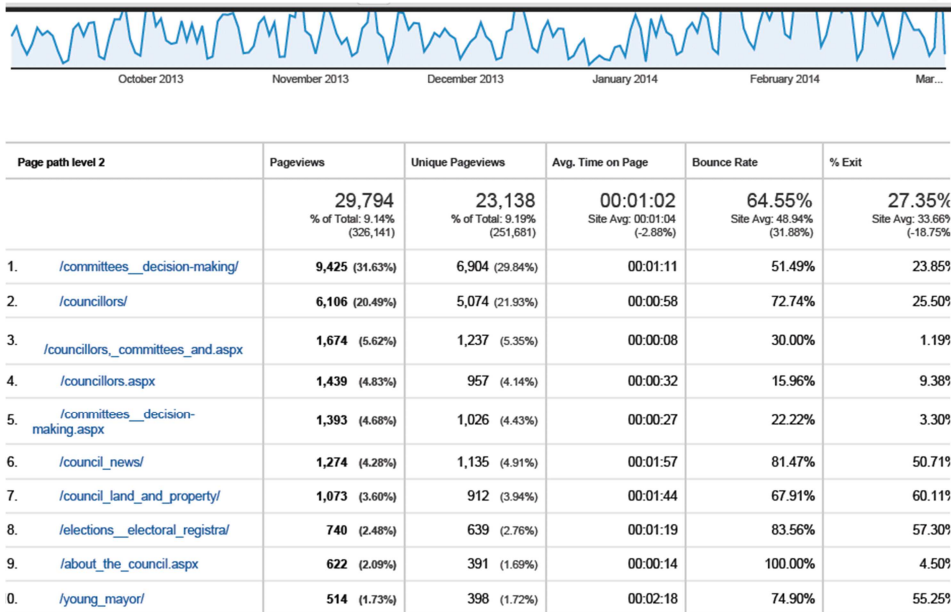 October 2013 November 2013 December 2013 January 2014 February 2014 Mar...
Page path level 2 Pageviews Unique Pageviews Avg. Time on Page Bounce Rate % Exit
29,794 23,138 00:01:02 64.55% 27.35%
% of Total: 9.14% % of Total: 9.19% Site Avg: 00:01:04 Site Avg: 48.94% Site Avg: 33.66%
(326,141) (251,681) (-2.88%) (31.88%) (-18.75%
1. /committees__decision-making/ 9,425 (31.63%) 6,904 (29.84%) 00:01:11 51.49% 23.85%
2. /councillors/ 6,106 (20.49%) 5,074 (21.93%) 00:00:58 72.74% 25.50%
3. /councillors,_committees_and.aspx 1,674 (5.62%) 1,237 (5.35%) 00:00:08 30.00% 1.19%
4. /councillors.aspx 1,439 (4.83%) 957 (4.14%) 00:00:32 15.96% 9.38%
5. /committees__decision-
making.aspx 1,393 (4.68%) 1,026 (4.43%) 00:00:27 22.22% 3.30%
6. /council_news/ 1,274 (4.28%) 1,135 (4.91%) 00:01:57 81.47% 50.71%
7. /council_land_and_property/ 1,073 (3.60%) 912 (3.94%) 00:01:44 67.91% 60.11%
8. /elections__electoral_registra/ 740 (2.48%) 639 (2.76%) 00:01:19 83.56% 57.30%
9. /about_the_council.aspx 622 (2.09%) 391 (1.69%) 00:00:14 100.00% 4.50%
0. /young_mayor/ 514 (1.73%) 398 (1.72%) 00:02:18 74.90% 55.25%